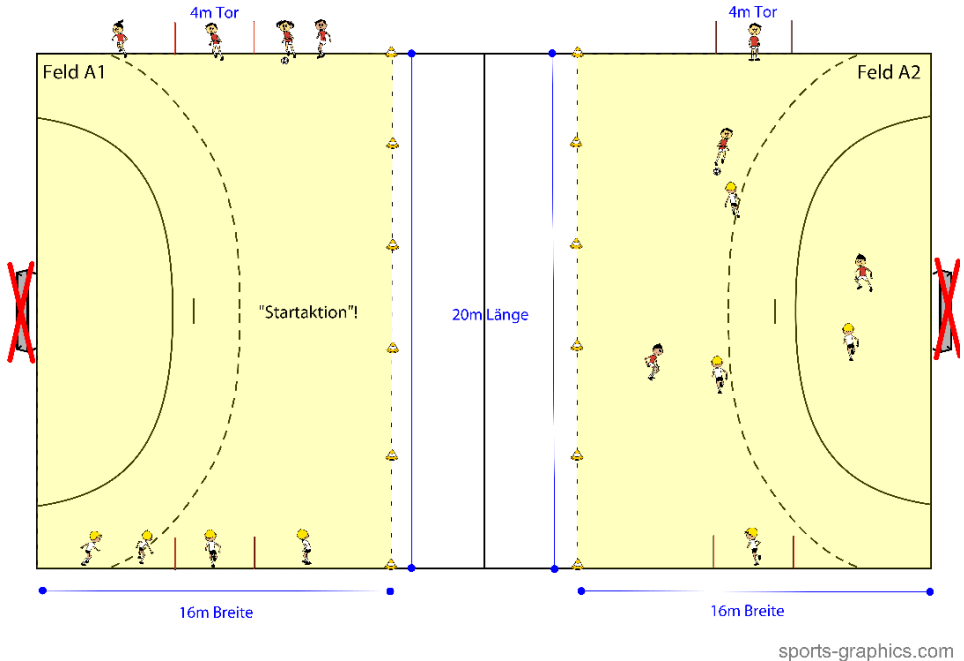 4m Tor
4m Tor
Feld A1
Feld A2
"Startaktion"!
20m Länge
16m Breite
16m Breite
sports-graphics.com